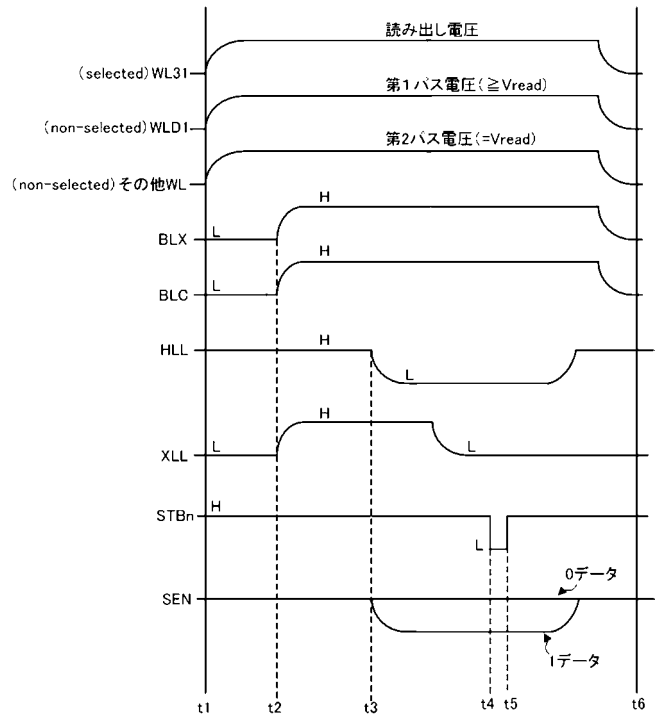 読み出し電圧
(selected) WL31
第1パス電圧(≧Vread)
(non-selected) WLD1
第2パス電圧(=Vread)
(non-selected) その他WL
H
L
BLX
H
L
BLC
H
HLL
L
H
L
L
XLL
H
STBn
L
0データ
SEN
1データ
t1 t2 t3 t4 t5 t6